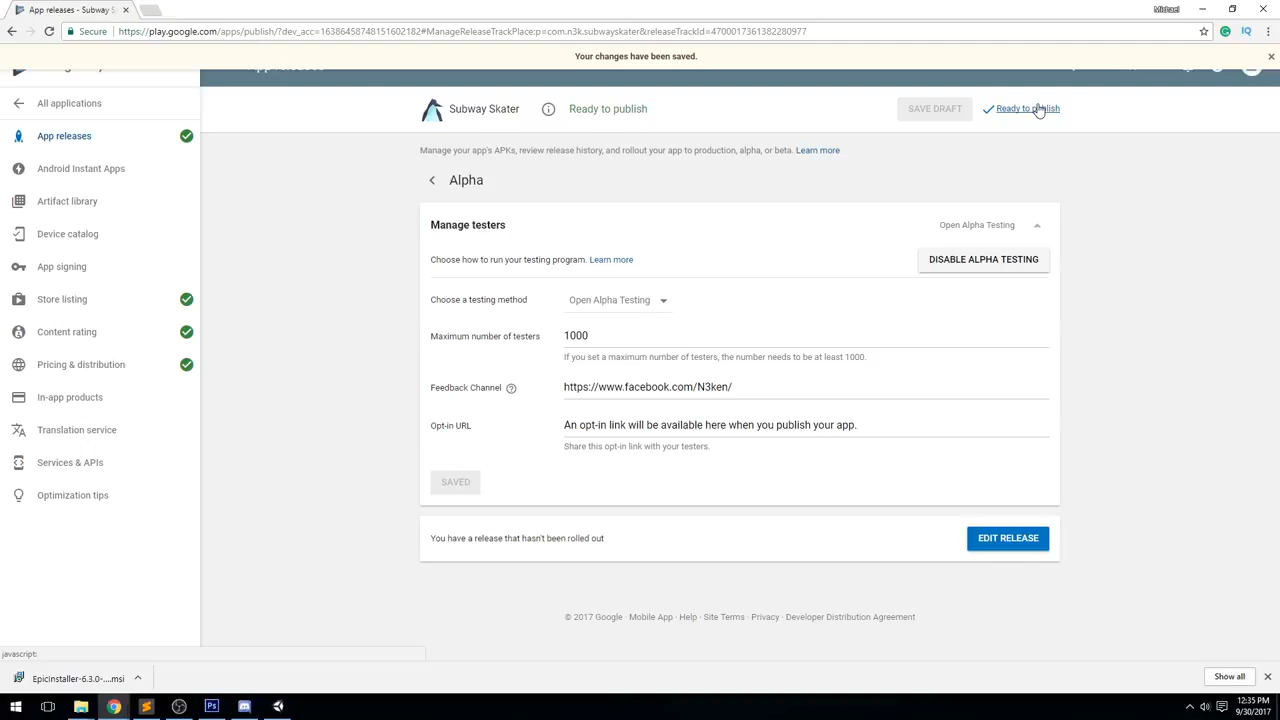 App releases - Subway S
Michael
Secure
https://play.google.com/apps/publish/?dev_acc=16386458748151602182#ManageReleaseTrackPlace:p=com.n3k.subwayskater&releaseTrackId=4700017361382280977
Your changes have been saved.
All applications
Subway Skater
Ready to publish
SAVE DRAFT
Ready to publish
App releases
Manage your app's APKs, review release history, and rollout your app to production, alpha, or beta. Learn more
Android Instant Apps
Alpha
Artifact library
Manage testers
Open Alpha Testing
Device catalog
Choose how to run your testing program. Learn more
DISABLE ALPHA TESTING
App signing
Store listing
Choose a testing method
Open Alpha Testing
Content rating
Maximum number of testers
1000
If you set a maximum number of testers, the number needs to be at least 1000.
Pricing & distribution
Feedback Channel
https://www.facebook.com/N3ken/
In-app products
Opt-in URL
An opt-in link will be available here when you publish your app.
Translation service
Share this opt-in link with your testers.
Services & APIs
SAVED
Optimization tips
You have a release that hasn't been rolled out
EDIT RELEASE
© 2017 Google · Mobile App · Help · Site Terms · Privacy · Developer Distribution Agreement
javascript:
EpicInstaller-6.3.0-....msi
Show all
12:35 PM
9/30/2017